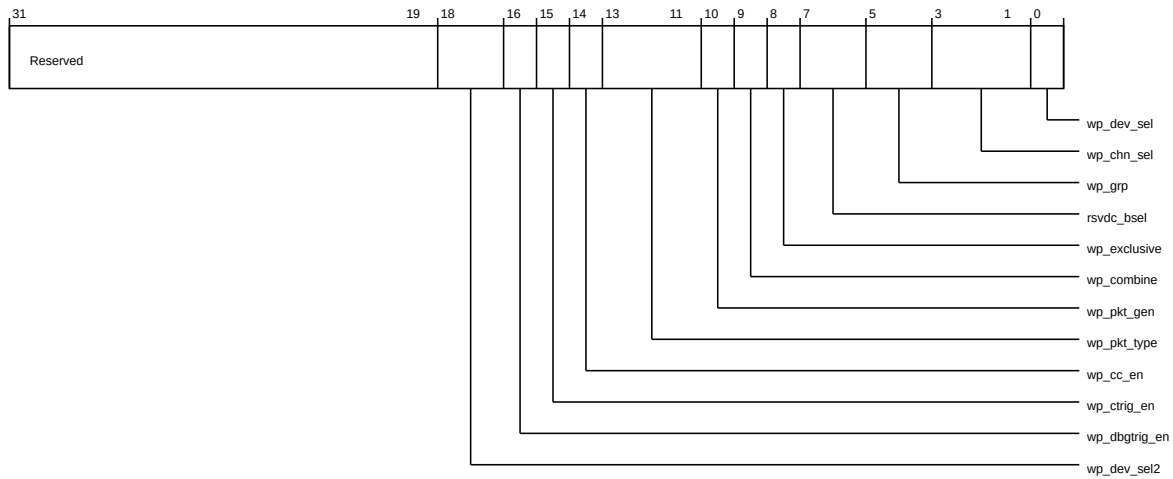 31 19 18 16 15 14 13 11 10 9 8 7 5 3 1 0
Reserved
wp_dev_sel
wp_chn_sel
wp_grp
rsvdc_bsel
wp_exclusive
wp_combine
wp_pkt_gen
wp_pkt_type
wp_cc_en
wp_ctrig_en
wp_dbgtrig_en
wp_dev_sel2